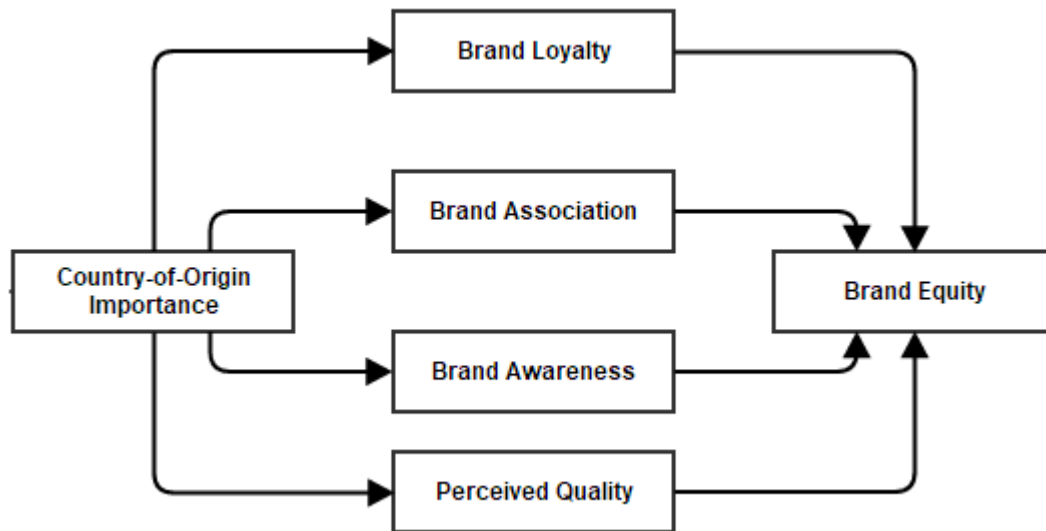 Brand Loyalty
Brand Association
Country-of-Origin
Importance
Brand Equity
Brand Awareness
Perceived Quality